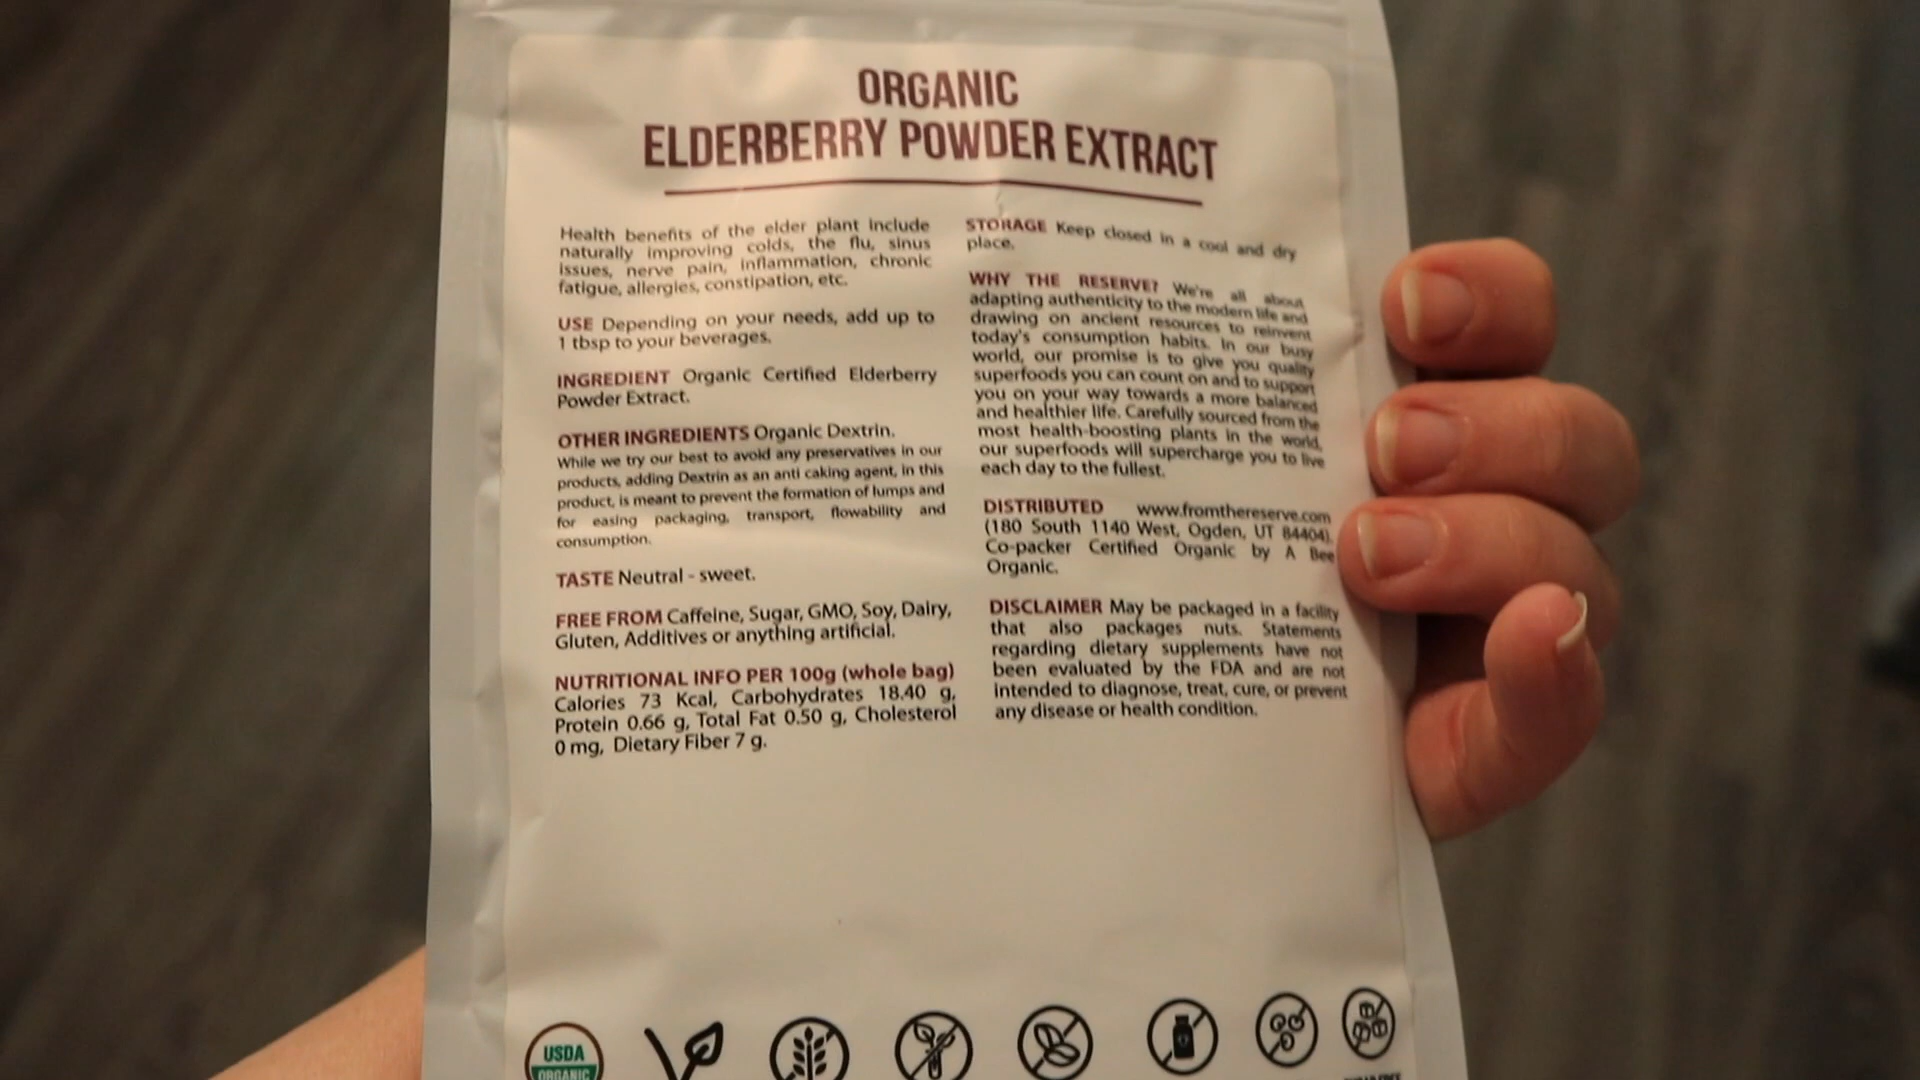 ORGANIC
ELDERBERRY POWDER EXTRACT
Health benefits of the elder plant include
naturally improving colds, the flu, sinus
issues, nerve pain, inflammation, chronic
fatigue, allergies, constipation, etc.
USE Depending on your needs, add up to
1 tbsp to your beverages.
INGREDIENT Organic Certified Elderberry
Powder Extract.
OTHER INGREDIENTS Organic Dextrin.
While we try our best to avoid any preservatives in our
products, adding Dextrin as an anti caking agent, in this
product, is meant to prevent the formation of lumps and
for easing packaging, transport, flowability and
consumption.
TASTE Neutral - sweet.
FREE FROM Caffeine, Sugar, GMO, Soy, Dairy,
Gluten, Additives or anything artificial.
NUTRITIONAL INFO PER 100g (whole bag)
Calories 73 Kcal, Carbohydrates 18.40 g,
Protein 0.66 g, Total Fat 0.50 g, Cholesterol
0 mg, Dietary Fiber 7 g.
STORAGE Keep closed in a cool and dry
place.
WHY THE RESERVE? We're all about
adapting authenticity to the modern life and
drawing on ancient resources to reinvent
today's consumption habits. In our busy
world, our promise is to give you quality
superfoods you can count on and to support
you on your way towards a more balanced
and healthier life. Carefully sourced from the
most health-boosting plants in the world,
our superfoods will supercharge you to live
each day to the fullest.
DISTRIBUTED www.fromthereserve.com
(180 South 1140 West, Ogden, UT 84404).
Co-packer Certified Organic by A Bee
Organic.
DISCLAIMER May be packaged in a facility
that also packages nuts. Statements
regarding dietary supplements have not
been evaluated by the FDA and are not
intended to diagnose, treat, cure, or prevent
any disease or health condition.
USDA
ORGANIC